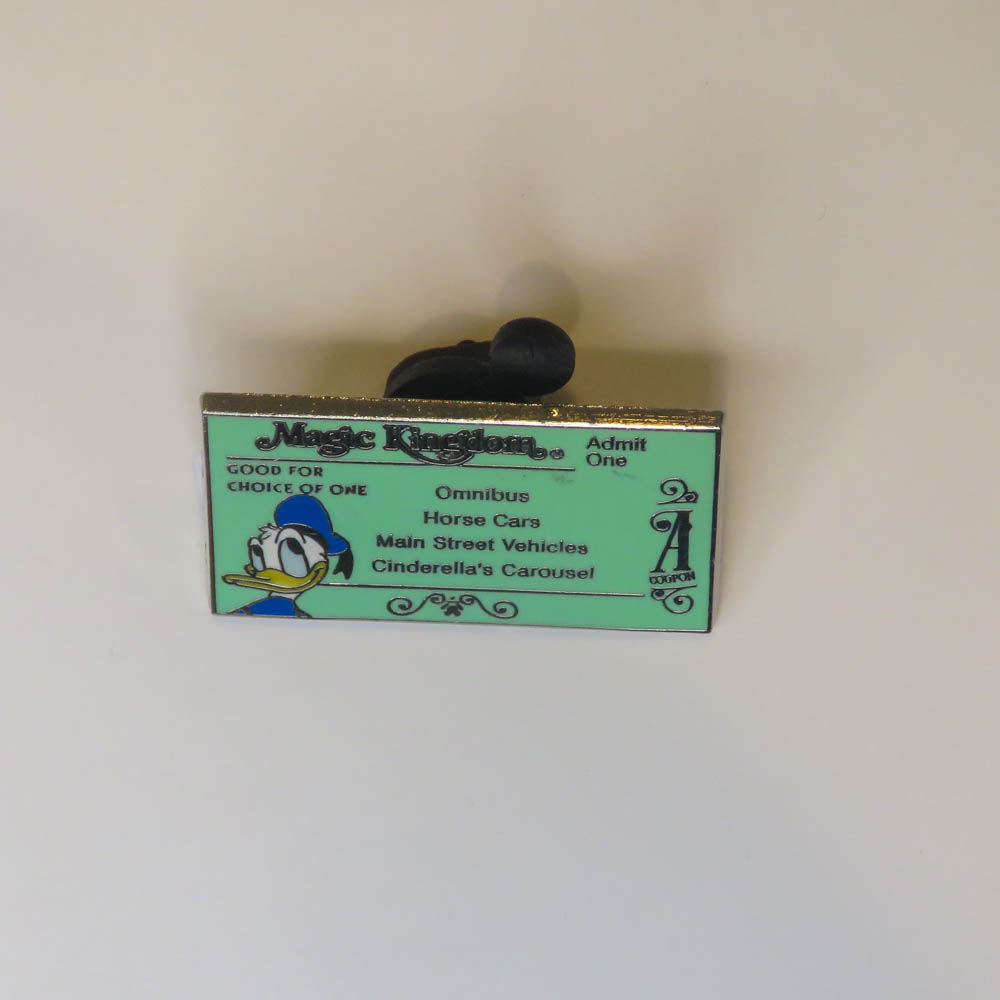 Magic Kingdom
Admit
One
GOOD FOR
CHOICE OF ONE
Omnibus
Horse Cars
Main Street Vehicles
Cinderella's Carousel
A
COUPON